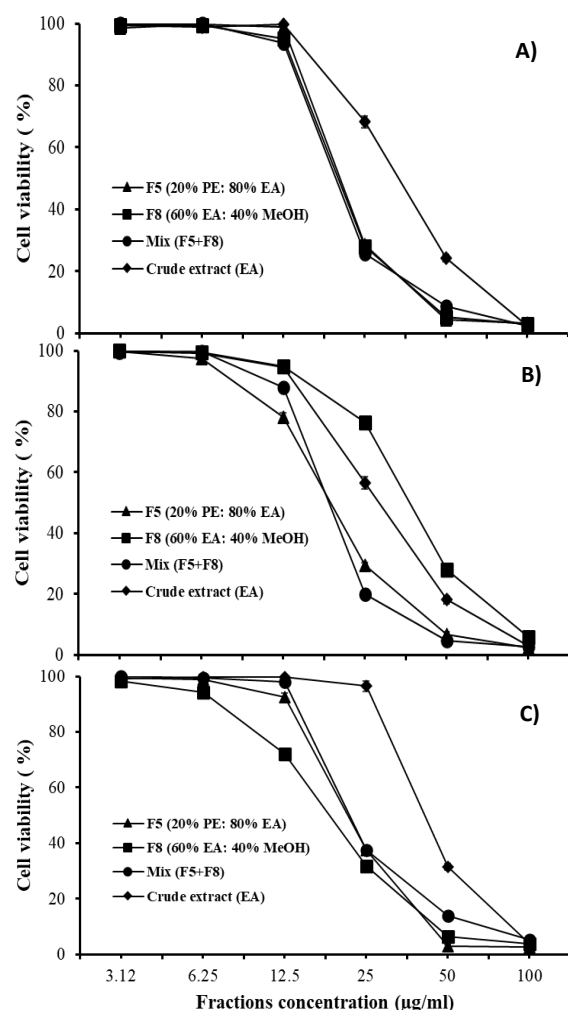 100
80
60
40
20
0
Cell viability ( %)
A)
F5 (20% PE: 80% EA)
F8 (60% EA: 40% MeOH)
Mix (F5+F8)
Crude extract (EA)
100
80
60
40
20
0
Cell viability ( %)
B)
F5 (20% PE: 80% EA)
F8 (60% EA: 40% MeOH)
Mix (F5+F8)
Crude extract (EA)
100
80
60
40
20
0
Cell viability ( %)
C)
F5 (20% PE: 80% EA)
F8 (60% EA: 40% MeOH)
Mix (F5+F8)
Crude extract (EA)
3.12 6.25 12.5 25 50 100
Fractions concentration (µg/ml)